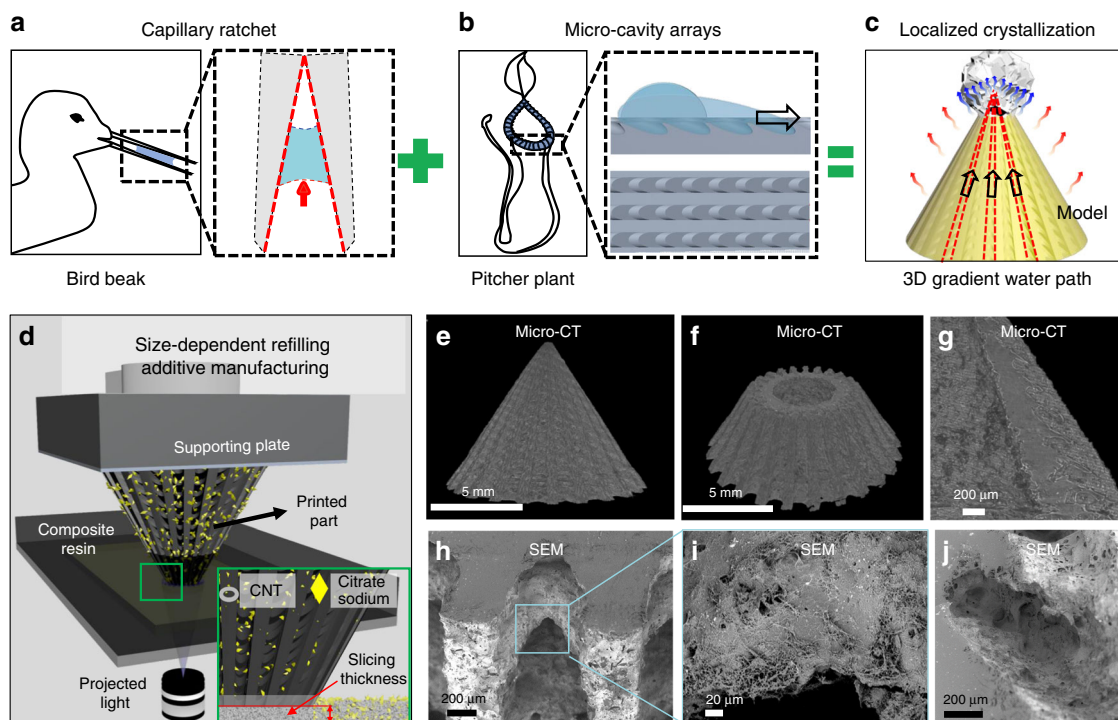 a
Capillary ratchet
Bird beak
b
Micro-cavity arrays
Pitcher plant
c
Localized crystallization
Model
3D gradient water path
d
Size-dependent refilling
additive manufacturing
Supporting plate
Printed part
Composite
resin
CNT
Citrate
sodium
Slicing
thickness
Projected
light
e
Micro-CT
5 mm
f
Micro-CT
5 mm
g
Micro-CT
200 µm
h
SEM
200 µm
i
SEM
20 µm
j
SEM
200 µm